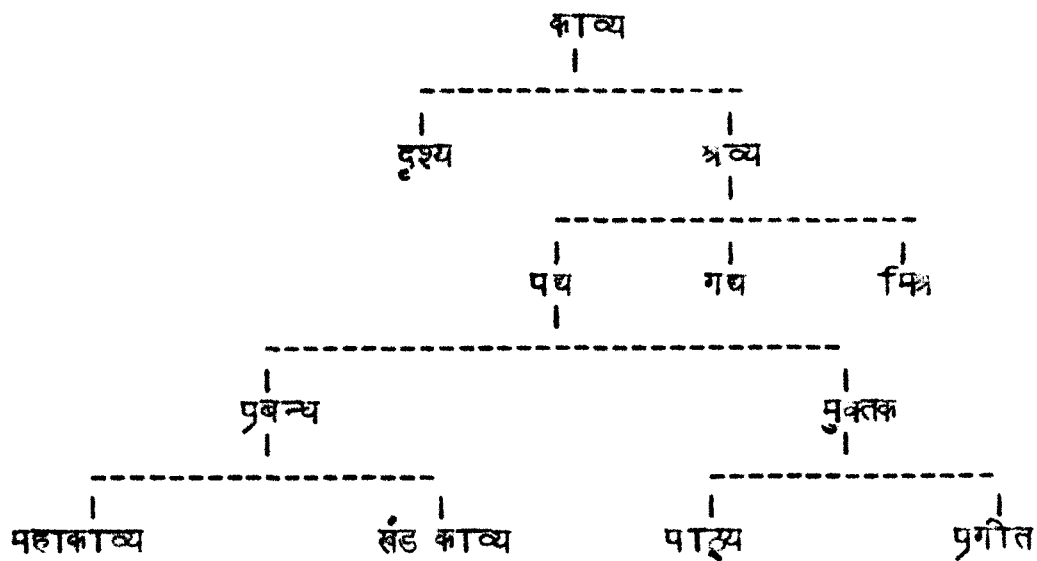 काव्य
दृश्य श्रव्य
पद्य गद्य मिश्र
प्रबन्ध मुक्तक
महाकाव्य खंड काव्य पाठ्य प्रगीत